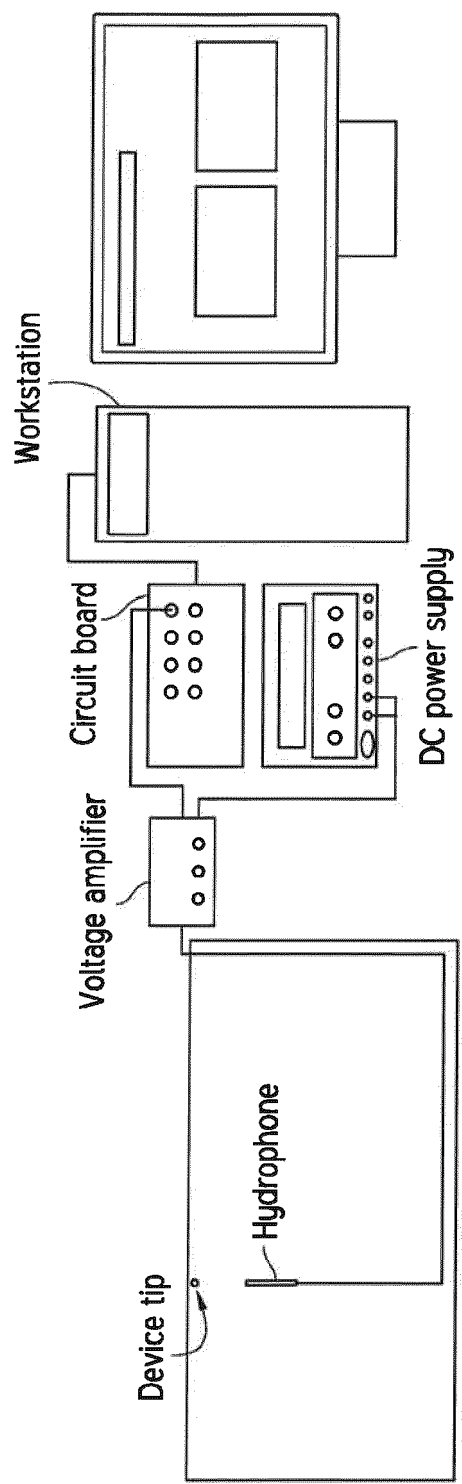 Device tip
Hydrophone
Voltage amplifier
Circuit board
DC power supply
Workstation